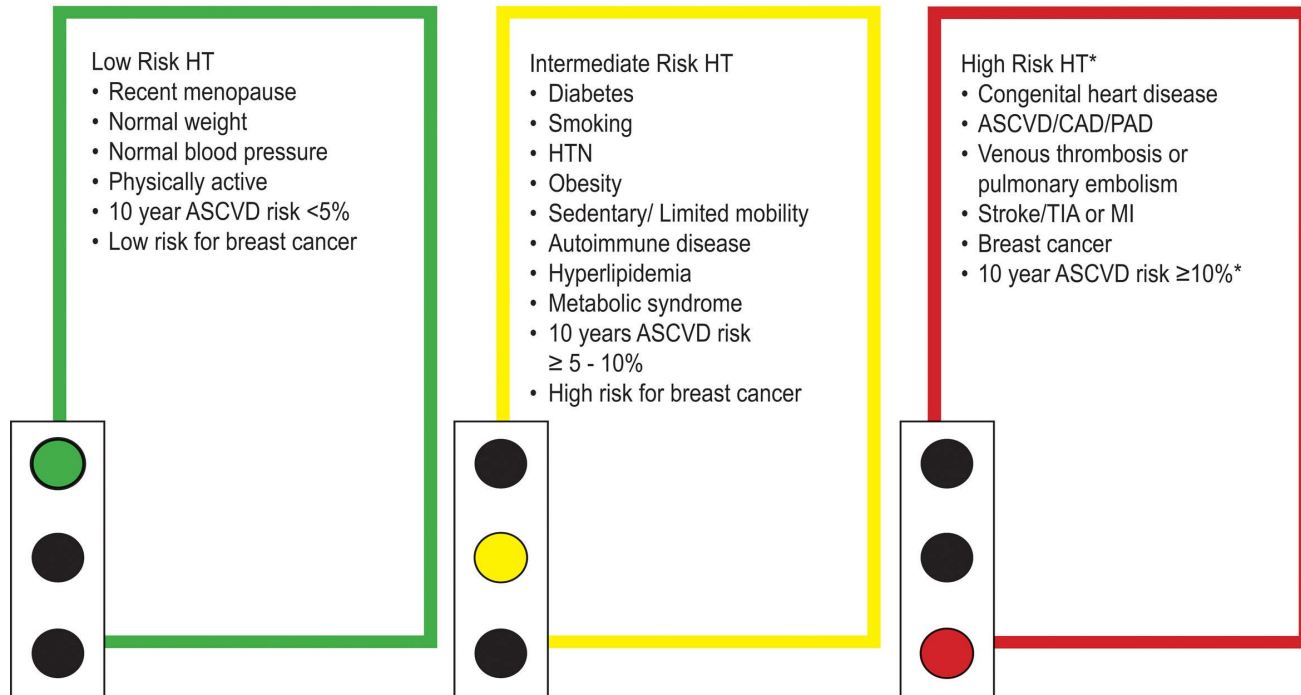 Low Risk HT
• Recent menopause
• Normal weight
• Normal blood pressure
• Physically active
• 10 year ASCVD risk <5%
• Low risk for breast cancer
Intermediate Risk HT
• Diabetes
• Smoking
• HTN
• Obesity
• Sedentary/ Limited mobility
• Autoimmune disease
• Hyperlipidemia
• Metabolic syndrome
• 10 years ASCVD risk
≥ 5 - 10%
• High risk for breast cancer
High Risk HT*
• Congenital heart disease
• ASCVD/CAD/PAD
• Venous thrombosis or
pulmonary embolism
• Stroke/TIA or MI
• Breast cancer
• 10 year ASCVD risk ≥10%*